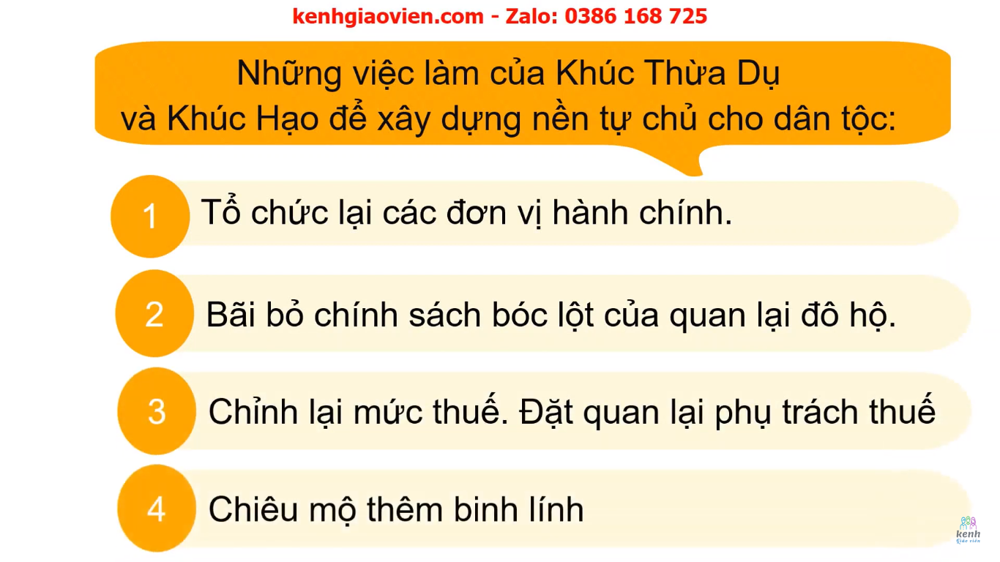 kenhgiaovien.com - Zalo: 0386 168 725
Những việc làm của Khúc Thừa Dụ
và Khúc Hạo để xây dựng nền tự chủ cho dân tộc:
1 Tổ chức lại các đơn vị hành chính.
2 Bãi bỏ chính sách bóc lột của quan lại đô hộ.
3 Chỉnh lại mức thuế. Đặt quan lại phụ trách thuế
4 Chiêu mộ thêm binh lính
kenh
Giáo viên